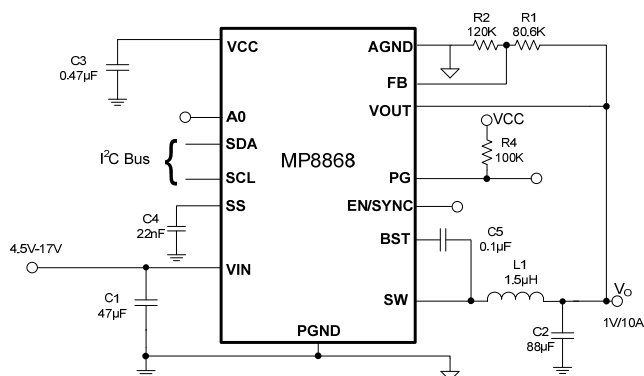 R2
120K
R1
80.6K
C3
0.47µF
VCC
AGND
FB
A0
VOUT
VCC
I²C Bus
SDA
SCL
MP8868
R4
100K
PG
SS
EN/SYNC
C4
22nF
BST
C5
0.1µF
4.5V-17V
VIN
L1
1.5µH
C1
47µF
SW
Vo
1V/10A
PGND
C2
88µF